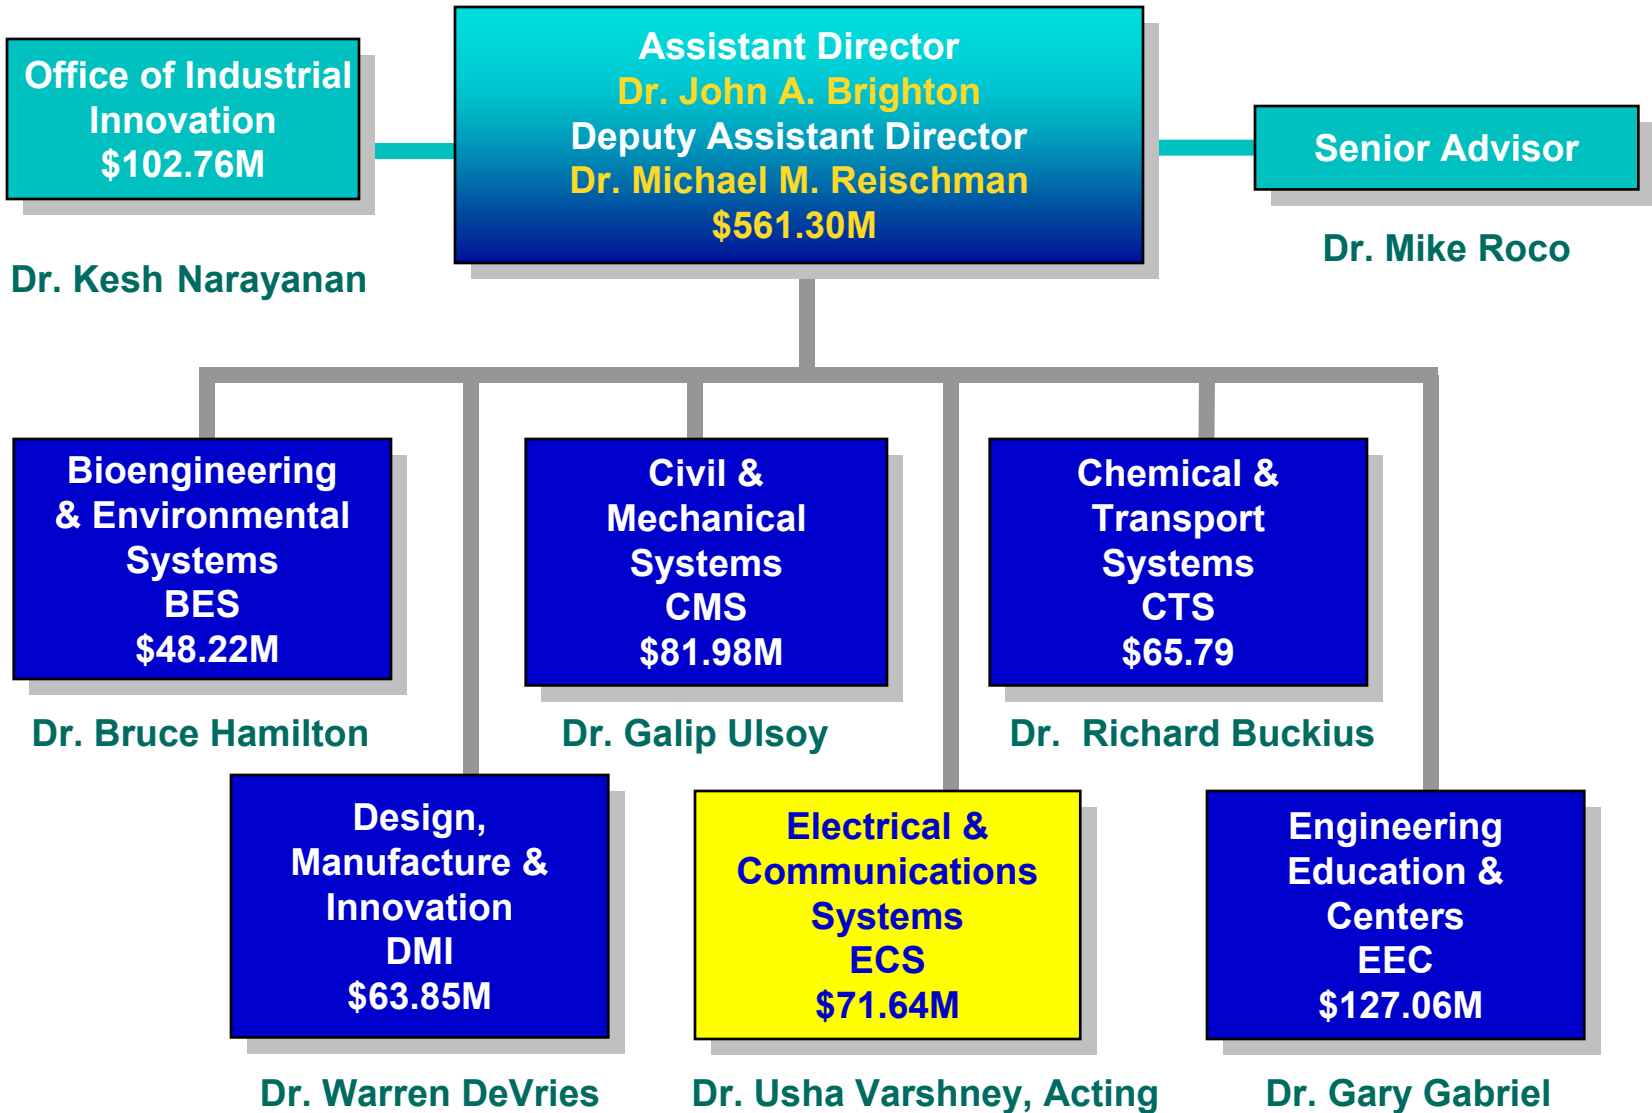 Office of Industrial
Innovation
$102.76M
Dr. Kesh Narayanan
Assistant Director
Dr. John A. Brighton
Deputy Assistant Director
Dr. Michael M. Reischman
$561.30M
Senior Advisor
Dr. Mike Roco
Bioengineering
& Environmental
Systems
BES
$48.22M
Dr. Bruce Hamilton
Civil &
Mechanical
Systems
CMS
$81.98M
Dr. Galip Ulsoy
Chemical &
Transport
Systems
CTS
$65.79
Dr. Richard Buckius
Design,
Manufacture &
Innovation
DMI
$63.85M
Dr. Warren DeVries
Electrical &
Communications
Systems
ECS
$71.64M
Dr. Usha Varshney, Acting
Engineering
Education &
Centers
EEC
$127.06M
Dr. Gary Gabriel